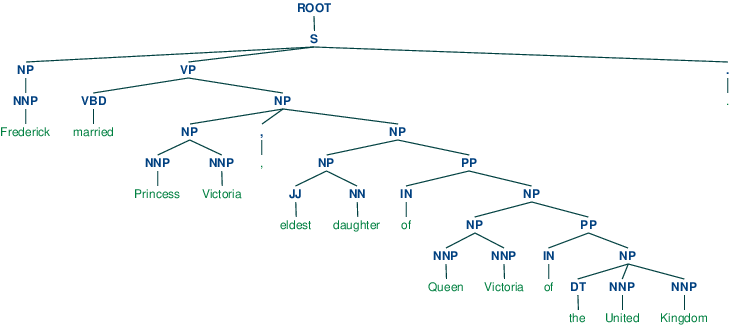 ROOT
S
NP VP .
NNP VBD NP .
Frederick married NP , NP
NNP NNP , NP PP
Princess Victoria JJ NN IN NP
eldest daughter of NP PP
NNP NNP IN NP
Queen Victoria of DT NNP NNP
the United Kingdom